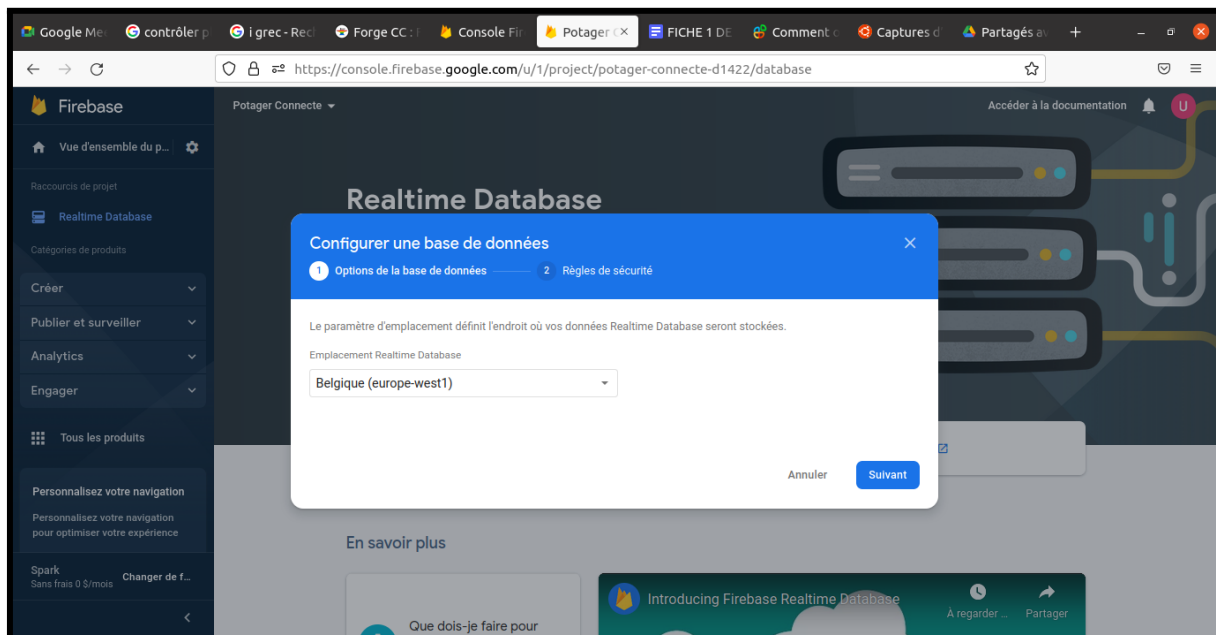 Google Me
contrôler p
i grec - Recl
Forge CC :
Console Fir
Potager C
FICHE 1 DE
Comment c
Captures d'
Partagés av
https://console.firebase.google.com/u/1/project/potager-connecte-d1422/database
Firebase
Potager Connecte
Accéder à la documentation
U
Vue d'ensemble du p...
Raccourcis de projet
Realtime Database
Catégories de produits
Créer
Publier et surveiller
Analytics
Engager
Tous les produits
Personnalisez votre navigation
Personnalisez votre navigation
pour optimiser votre expérience
Spark
Sans frais 0 $/mois
Changer de f...
Realtime Database
Configurer une base de données
1 Options de la base de données
2 Règles de sécurité
Le paramètre d'emplacement définit l'endroit où vos données Realtime Database seront stockées.
Emplacement Realtime Database
Belgique (europe-west1)
Annuler
Suivant
En savoir plus
Que dois-je faire pour
Introducing Firebase Realtime Database
À regarder ...
Partager